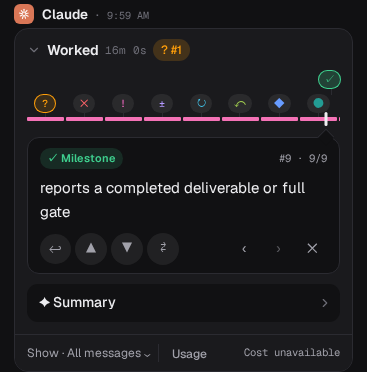 Claude · 9:59 AM
Worked 16m 0s ? #1
✓
? ✕ ! ±
✓ Milestone #9 · 9/9
reports a completed deliverable or full
gate
Summary
Show · All messages Usage Cost unavailable